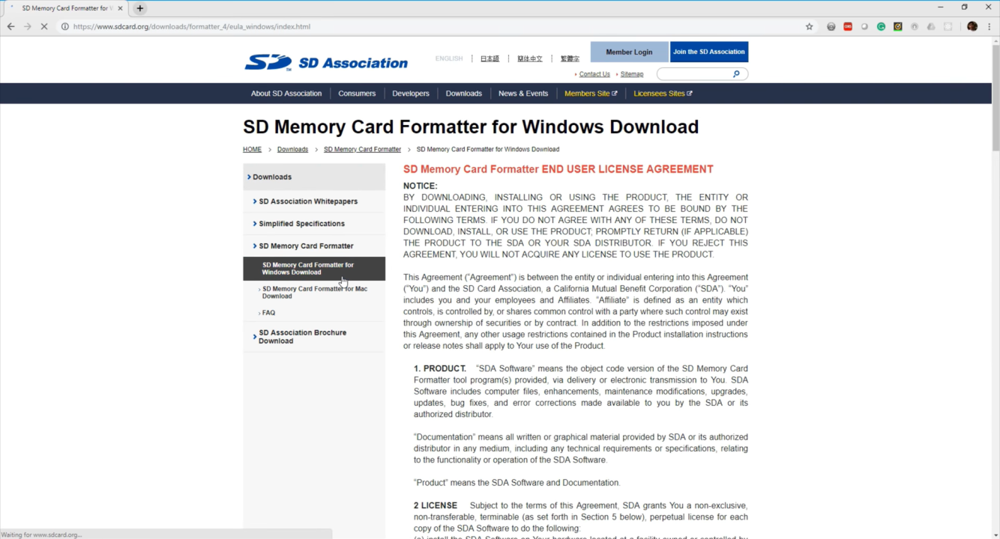 SD Memory Card Formatter for W
https://www.sdcard.org/downloads/formatter_4/eula_windows/index.html
SD Association
ENGLISH
日本語
简体中文
繁體字
Member Login
Join the SD Association
Contact Us
Sitemap
About SD Association
Consumers
Developers
Downloads
News & Events
Members Site
Licensees Sites
SD Memory Card Formatter for Windows Download
HOME > Downloads > SD Memory Card Formatter > SD Memory Card Formatter for Windows Download
Downloads
SD Association Whitepapers
Simplified Specifications
SD Memory Card Formatter
SD Memory Card Formatter for
Windows Download
SD Memory Card Formatter for Mac
Download
FAQ
SD Association Brochure
Download
SD Memory Card Formatter END USER LICENSE AGREEMENT
NOTICE:
BY DOWNLOADING, INSTALLING OR USING THE PRODUCT, THE ENTITY OR
INDIVIDUAL ENTERING INTO THIS AGREEMENT AGREES TO BE BOUND BY THE
FOLLOWING TERMS. IF YOU DO NOT AGREE WITH ANY OF THESE TERMS, DO NOT
DOWNLOAD, INSTALL, OR USE THE PRODUCT; PROMPTLY RETURN (IF APPLICABLE)
THE PRODUCT TO THE SDA OR YOUR SDA DISTRIBUTOR. IF YOU REJECT THIS
AGREEMENT, YOU WILL NOT ACQUIRE ANY LICENSE TO USE THE PRODUCT.
This Agreement (“Agreement”) is between the entity or individual entering into this Agreement
(“You”) and the SD Card Association, a California Mutual Benefit Corporation (“SDA”). “You”
includes you and your employees and Affiliates. “Affiliate” is defined as an entity which
controls, is controlled by, or shares common control with a party where such control may exist
through ownership of securities or by contract. In addition to the restrictions imposed under
this Agreement, any other usage restrictions contained in the Product installation instructions
or release notes shall apply to Your use of the Product.
1. PRODUCT. “SDA Software” means the object code version of the SD Memory Card
Formatter tool program(s) provided, via delivery or electronic transmission to You. SDA
Software includes computer files, enhancements, maintenance modifications, upgrades,
updates, bug fixes, and error corrections made available to you by the SDA or its
authorized distributor.
“Documentation” means all written or graphical material provided by SDA or its authorized
distributor in any medium, including any technical requirements or specifications, relating
to the functionality or operation of the SDA Software.
“Product” means the SDA Software and Documentation.
2 LICENSE Subject to the terms of this Agreement, SDA grants You a non-exclusive,
non-transferable, terminable (as set forth in Section 5 below), perpetual license for each
copy of the SDA Software to do the following:
Waiting for www.sdcard.org...